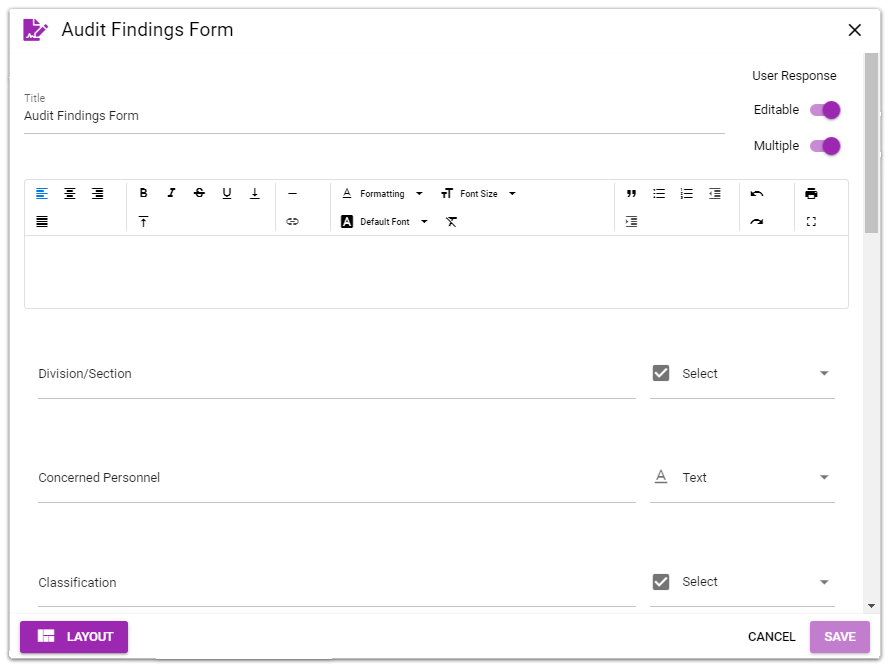 Audit Findings Form
User Response
Title
Audit Findings Form
Editable
Multiple
B I S U Formatting Font Size
Default Font
Division/Section Select
Concerned Personnel Text
Classification Select
LAYOUT CANCEL SAVE